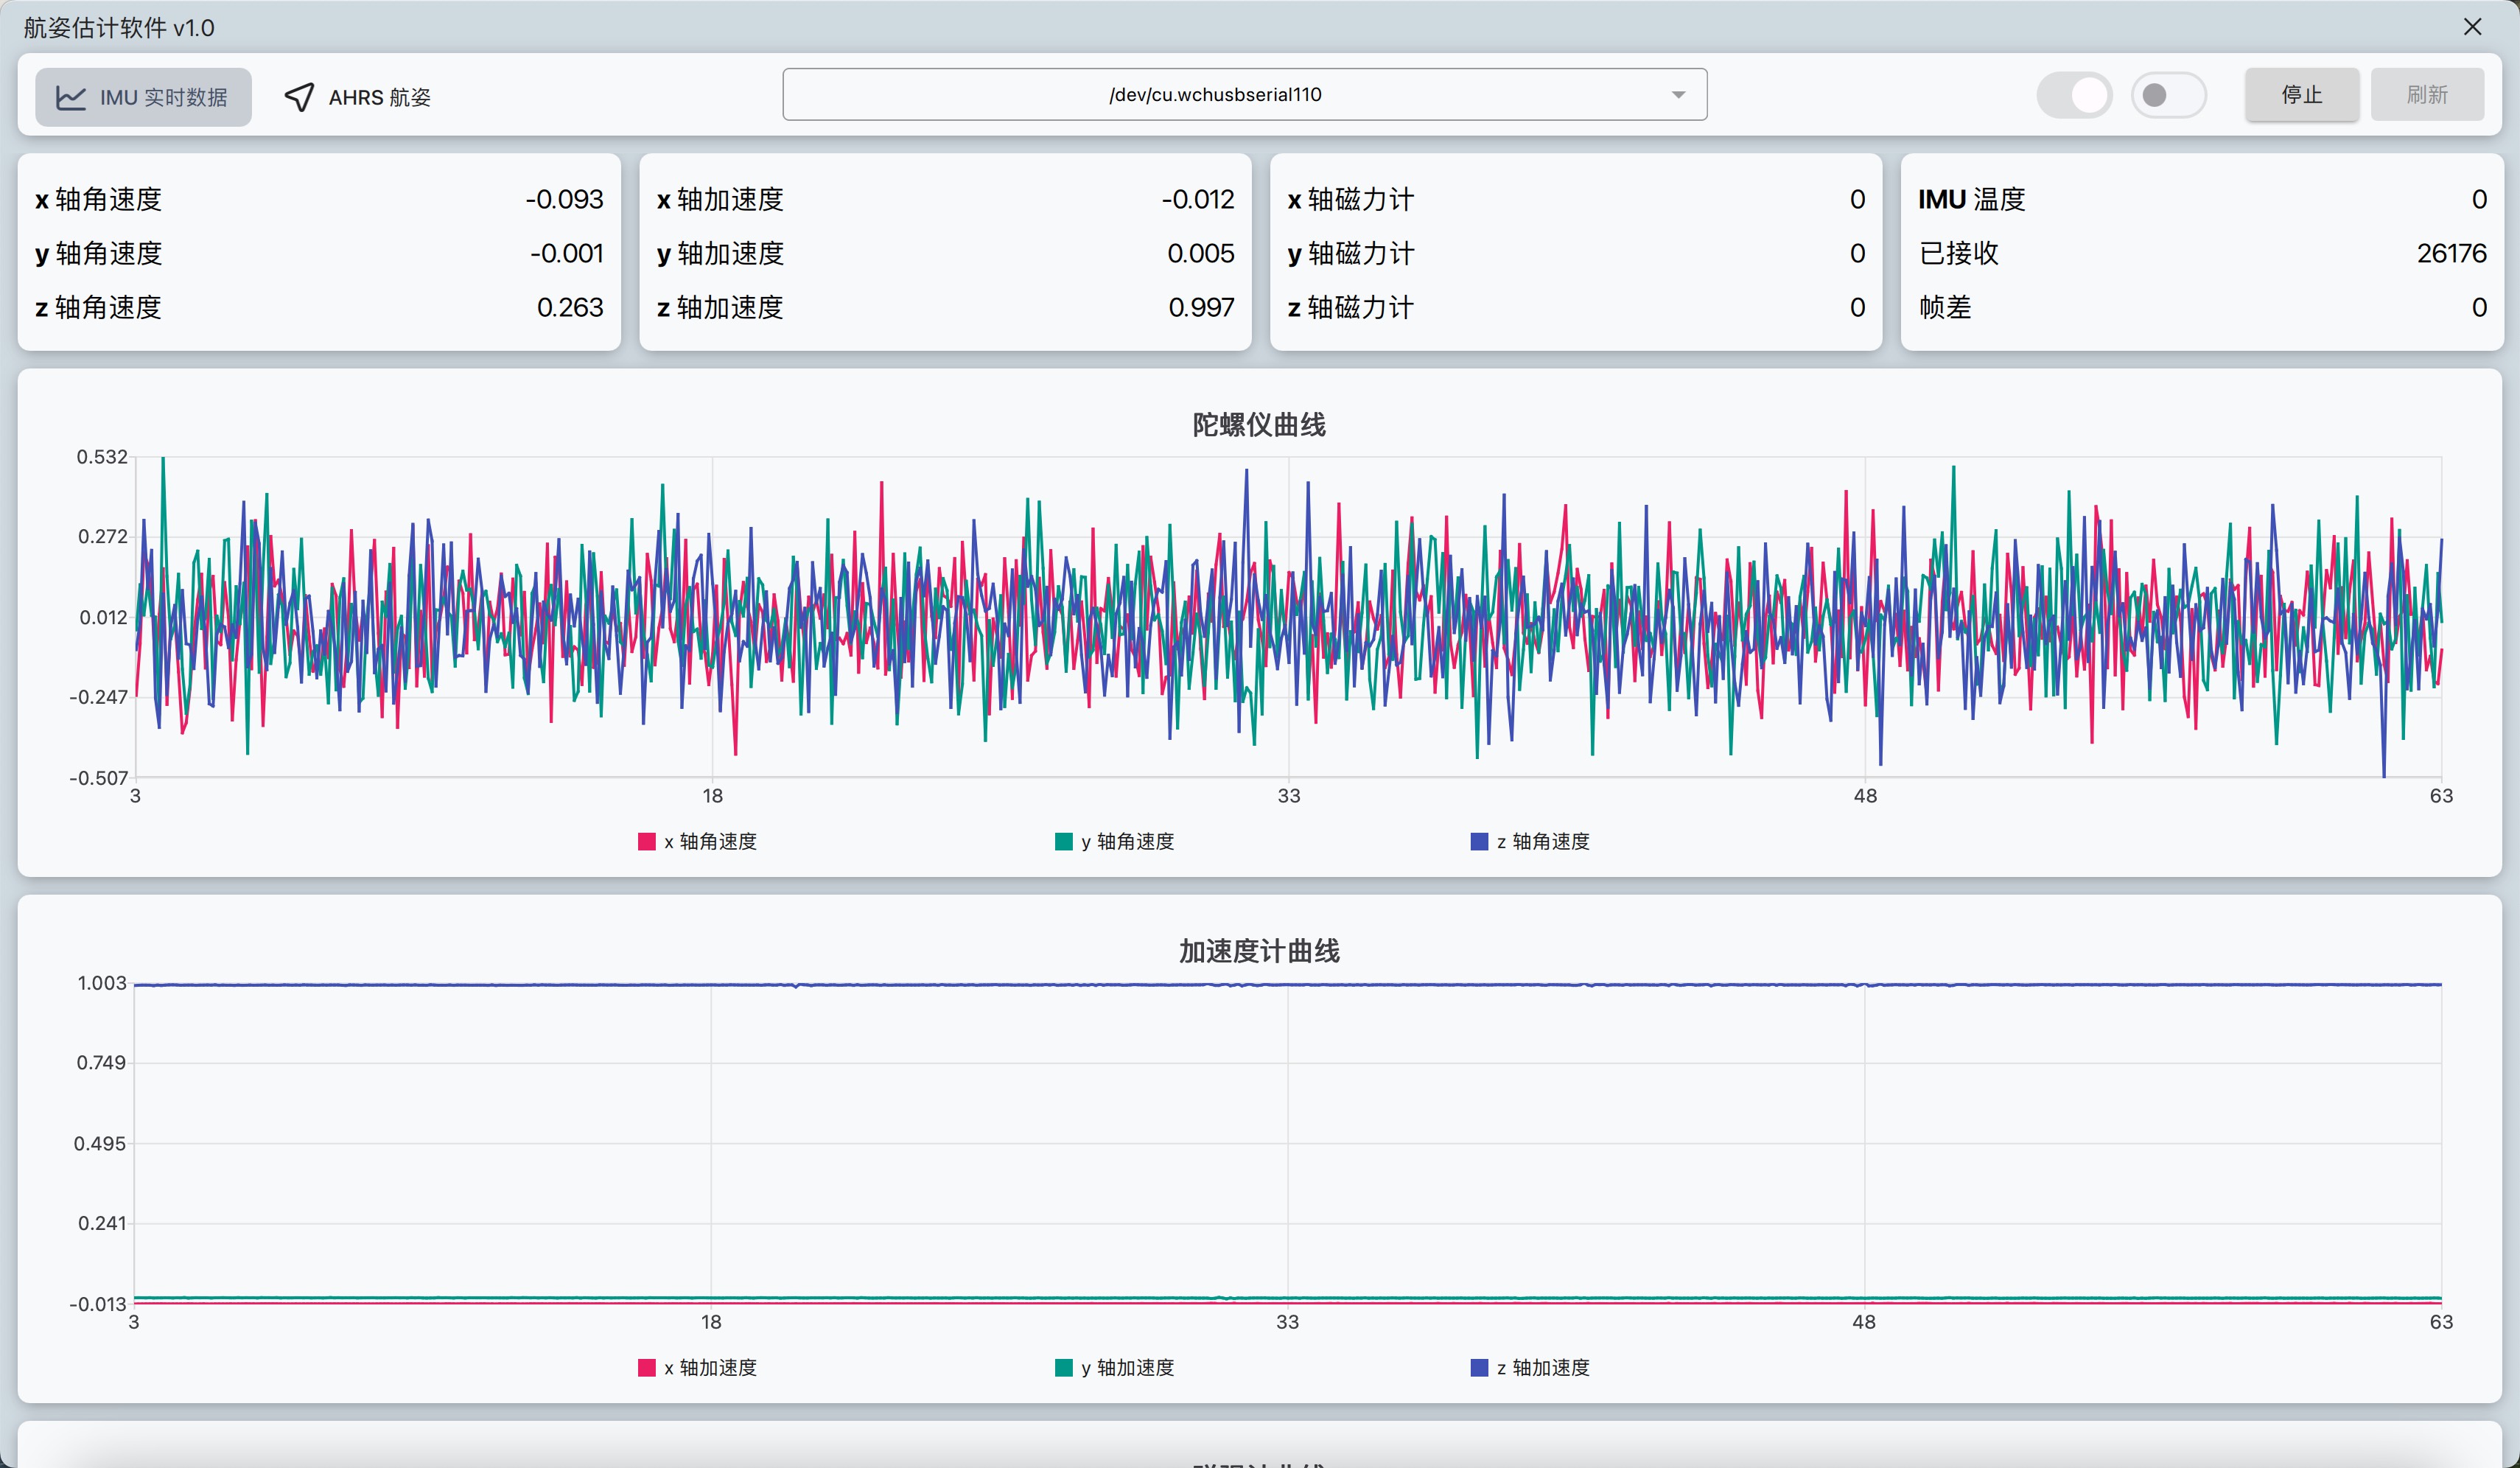 航姿估计软件 v1.0
IMU 实时数据
AHRS 航姿
/dev/cu.wchusbserial110
停止
刷新
x 轴角速度 -0.093
y 轴角速度 -0.001
z 轴角速度 0.263
x 轴加速度 -0.012
y 轴加速度 0.005
z 轴加速度 0.997
x 轴磁力计 0
y 轴磁力计 0
z 轴磁力计 0
IMU 温度 0
已接收 26176
帧差 0
陀螺仪曲线
0.532
0.272
0.012
-0.247
-0.507
3 18 33 48 63
x 轴角速度 y 轴角速度 z 轴角速度
加速度计曲线
1.003
0.749
0.495
0.241
-0.013
3 18 33 48 63
x 轴加速度 y 轴加速度 z 轴加速度